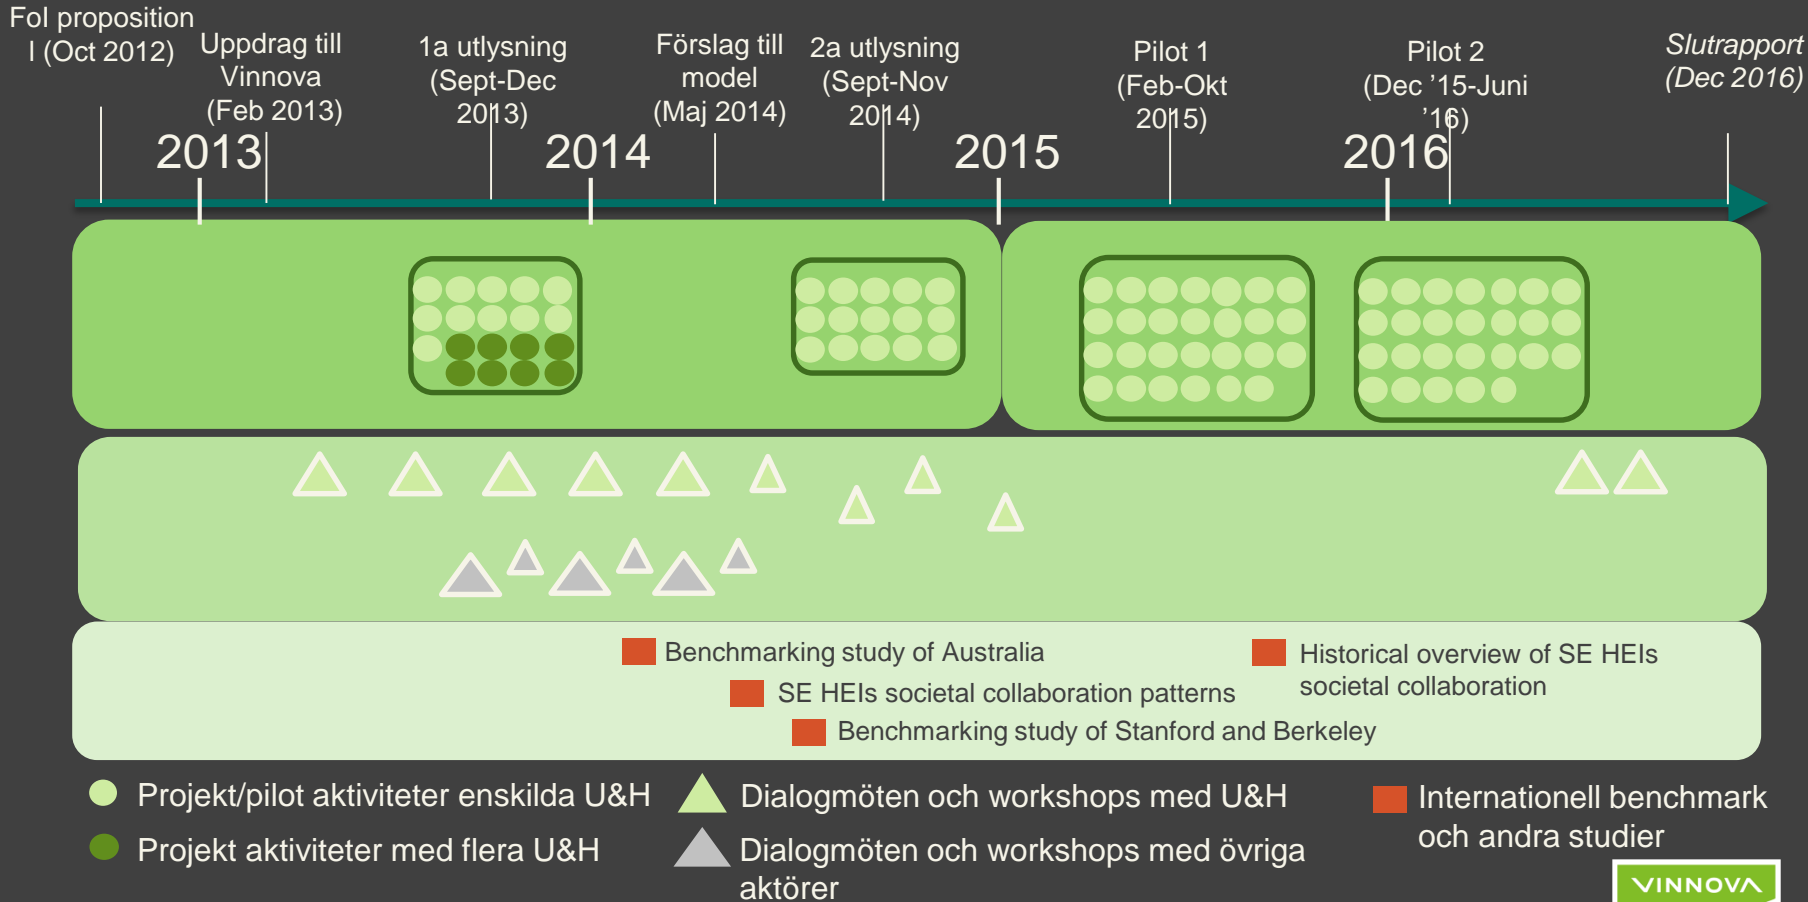 FoI proposition
I (Oct 2012)
Uppdrag till
Vinnova
(Feb 2013)
1a utlysning
(Sept-Dec
2013)
Förslag till
model
(Maj 2014)
2a utlysning
(Sept-Nov
2014)
Pilot 1
(Feb-Okt
2015)
Pilot 2
(Dec ’15-Juni
’16)
Slutrapport
(Dec 2016)
2013
2014
2015
2016
Benchmarking study of Australia
SE HEIs societal collaboration patterns
Benchmarking study of Stanford and Berkeley
Historical overview of SE HEIs
societal collaboration
Projekt/pilot aktiviteter enskilda U&H
Projekt aktiviteter med flera U&H
Dialogmöten och workshops med U&H
Dialogmöten och workshops med övriga
aktörer
Internationell benchmark
och andra studier
VINNOVA